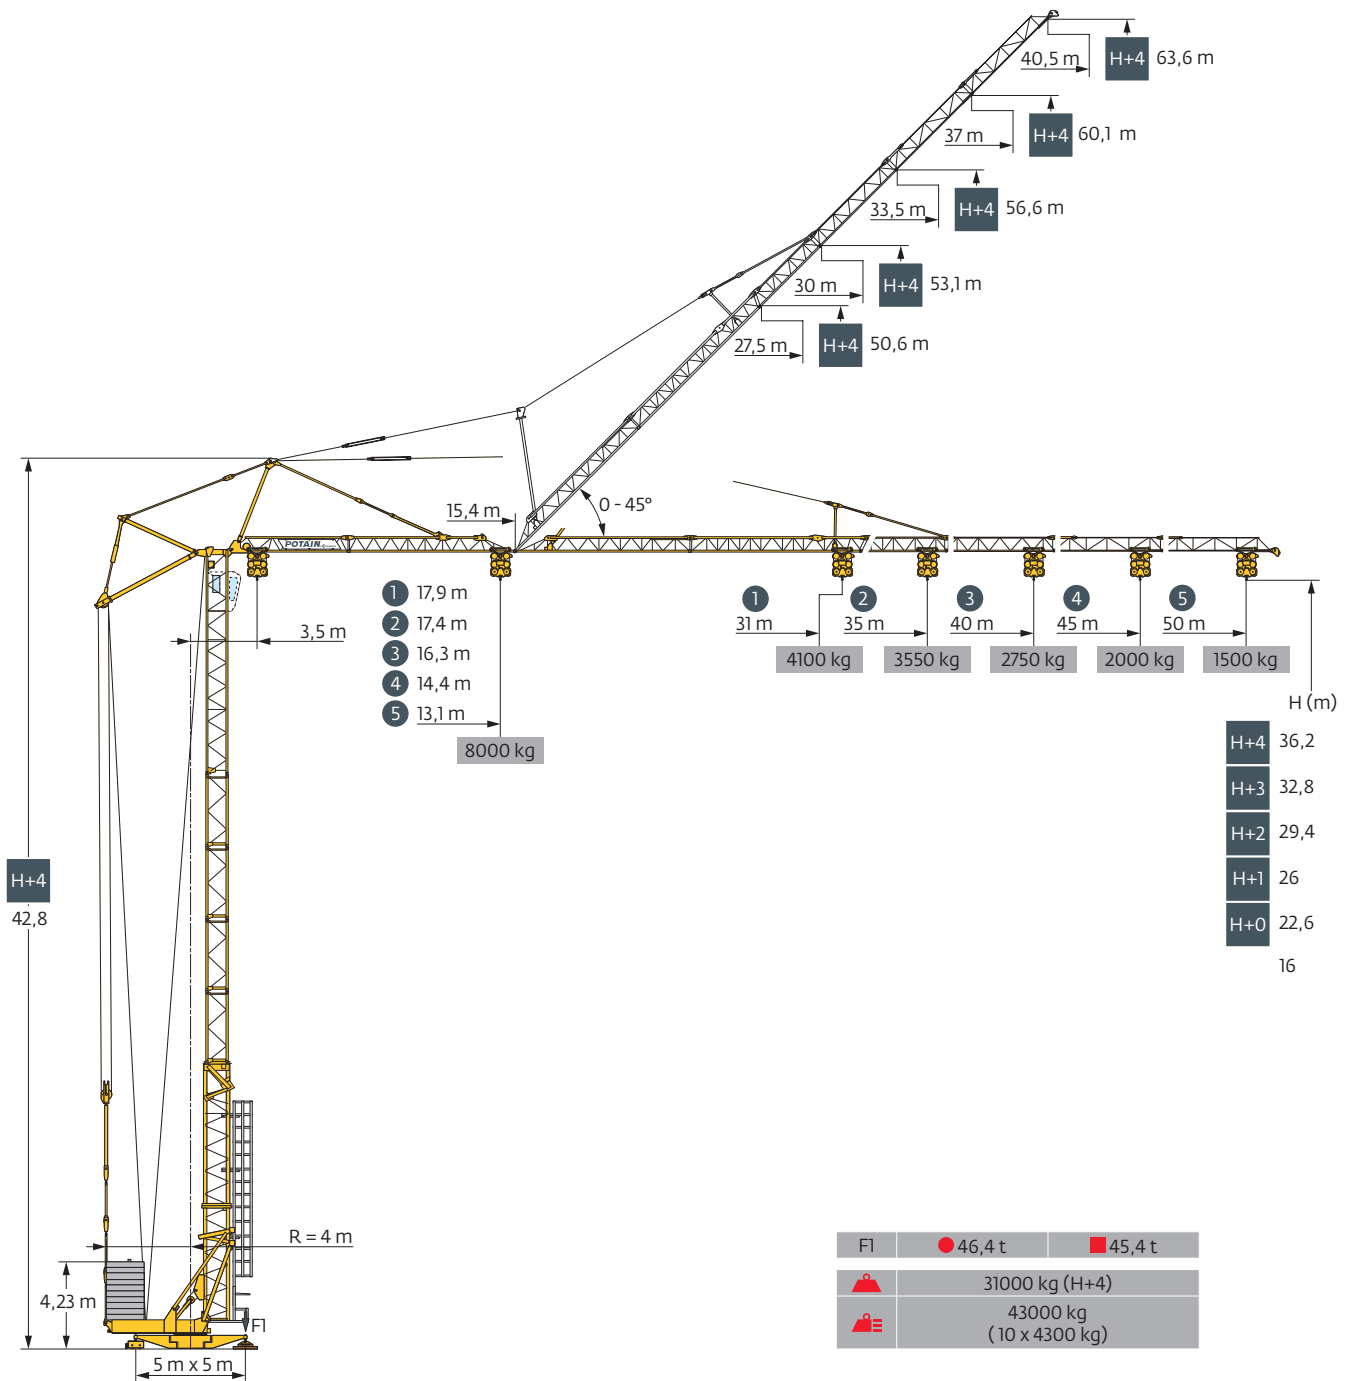 40,5 m
H+4 63,6 m
37 m
H+4 60,1 m
33,5 m
H+4 56,6 m
30 m
H+4 53,1 m
27,5 m
H+4 50,6 m
15,4 m
0 - 45°
POTAIN
3,5 m
1 17,9 m
2 17,4 m
3 16,3 m
4 14,4 m
5 13,1 m
8000 kg
1
31 m
4100 kg
2
35 m
3550 kg
3
40 m
2750 kg
4
45 m
2000 kg
5
50 m
1500 kg
H (m)
H+4 36,2
H+3 32,8
H+2 29,4
H+1 26
H+0 22,6
16
H+4
42,8
R = 4 m
4,23 m
F1
5 m x 5 m
F1 46,4 t 45,4 t
31000 kg (H+4)
43000 kg
(10 x 4300 kg)